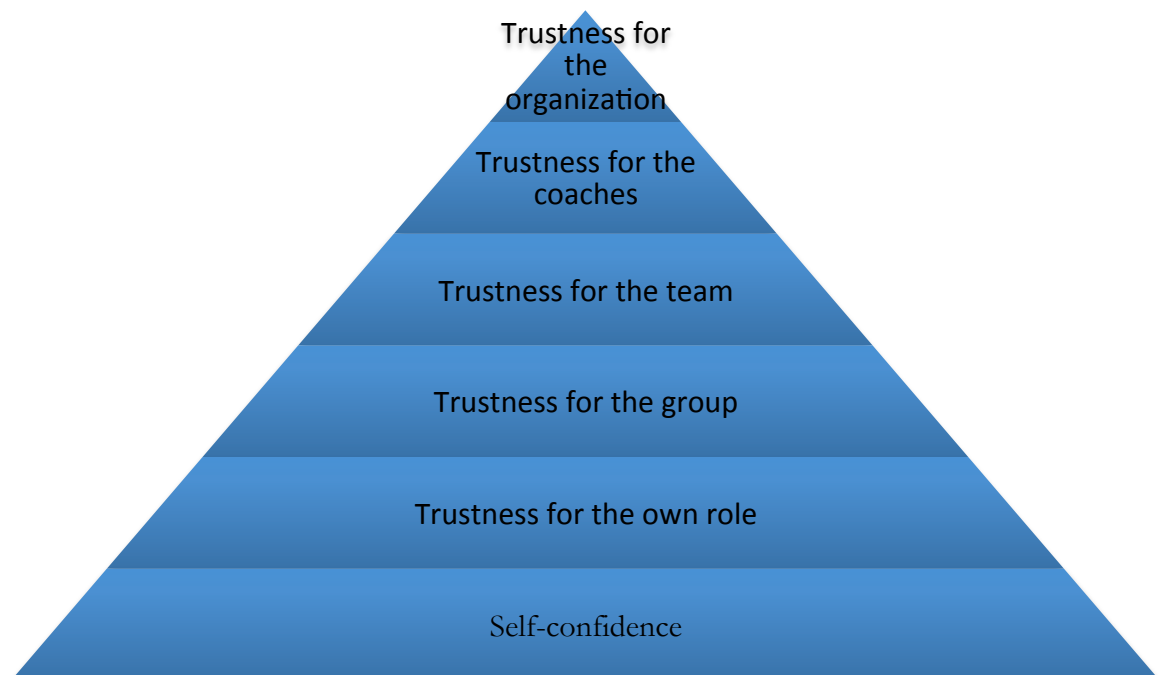 Trustness for
the
organization
Trustness for the
coaches
Trustness for the team
Trustness for the group
Trustness for the own role
Self-confidence